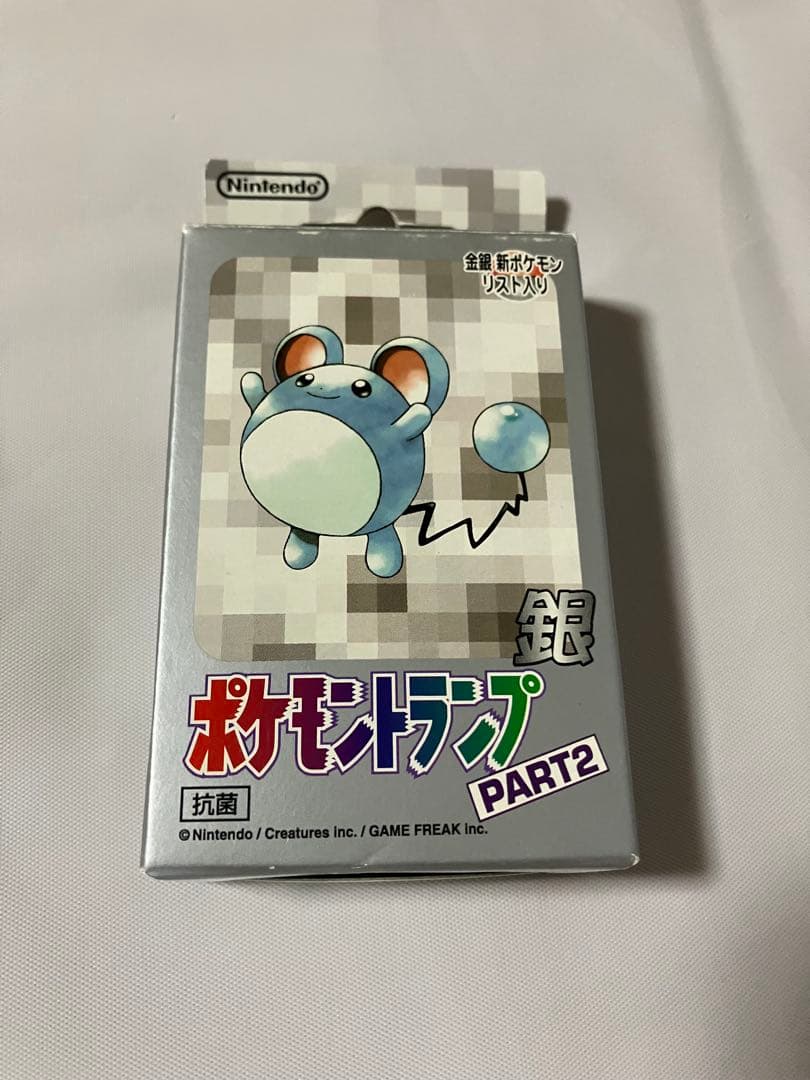 Nintendo
金銀 新ポケモン
リスト入り
銀
ポケモントランプ
PART2
抗菌
©Nintendo / Creatures inc. / GAME FREAK inc.